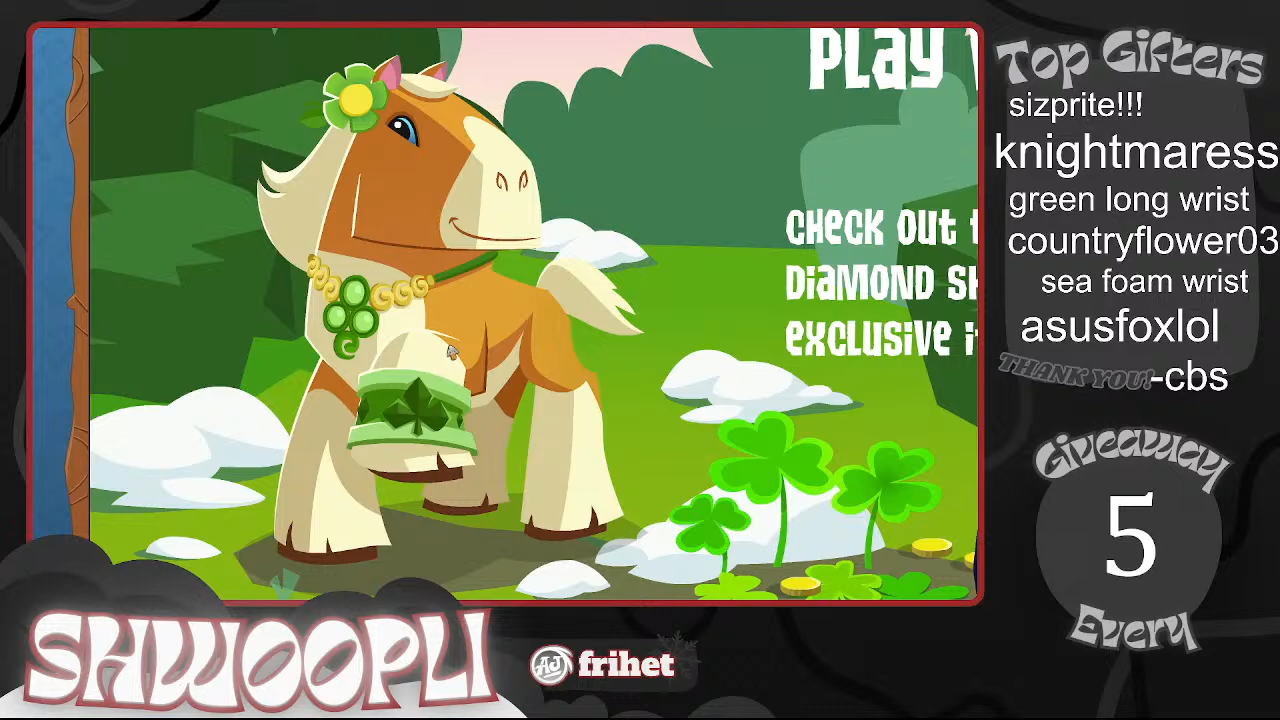 PLAY
CHECK OUT
DIAMOND
EXCLUSIVE
Top Gifters
sizprite!!!
knightmaress
green long wrist
countryflower03
sea foam wrist
asusfoxlol
THANK YOU!-cbs
Giveaway
5
Every
SHWOOPLI
AJ frihet